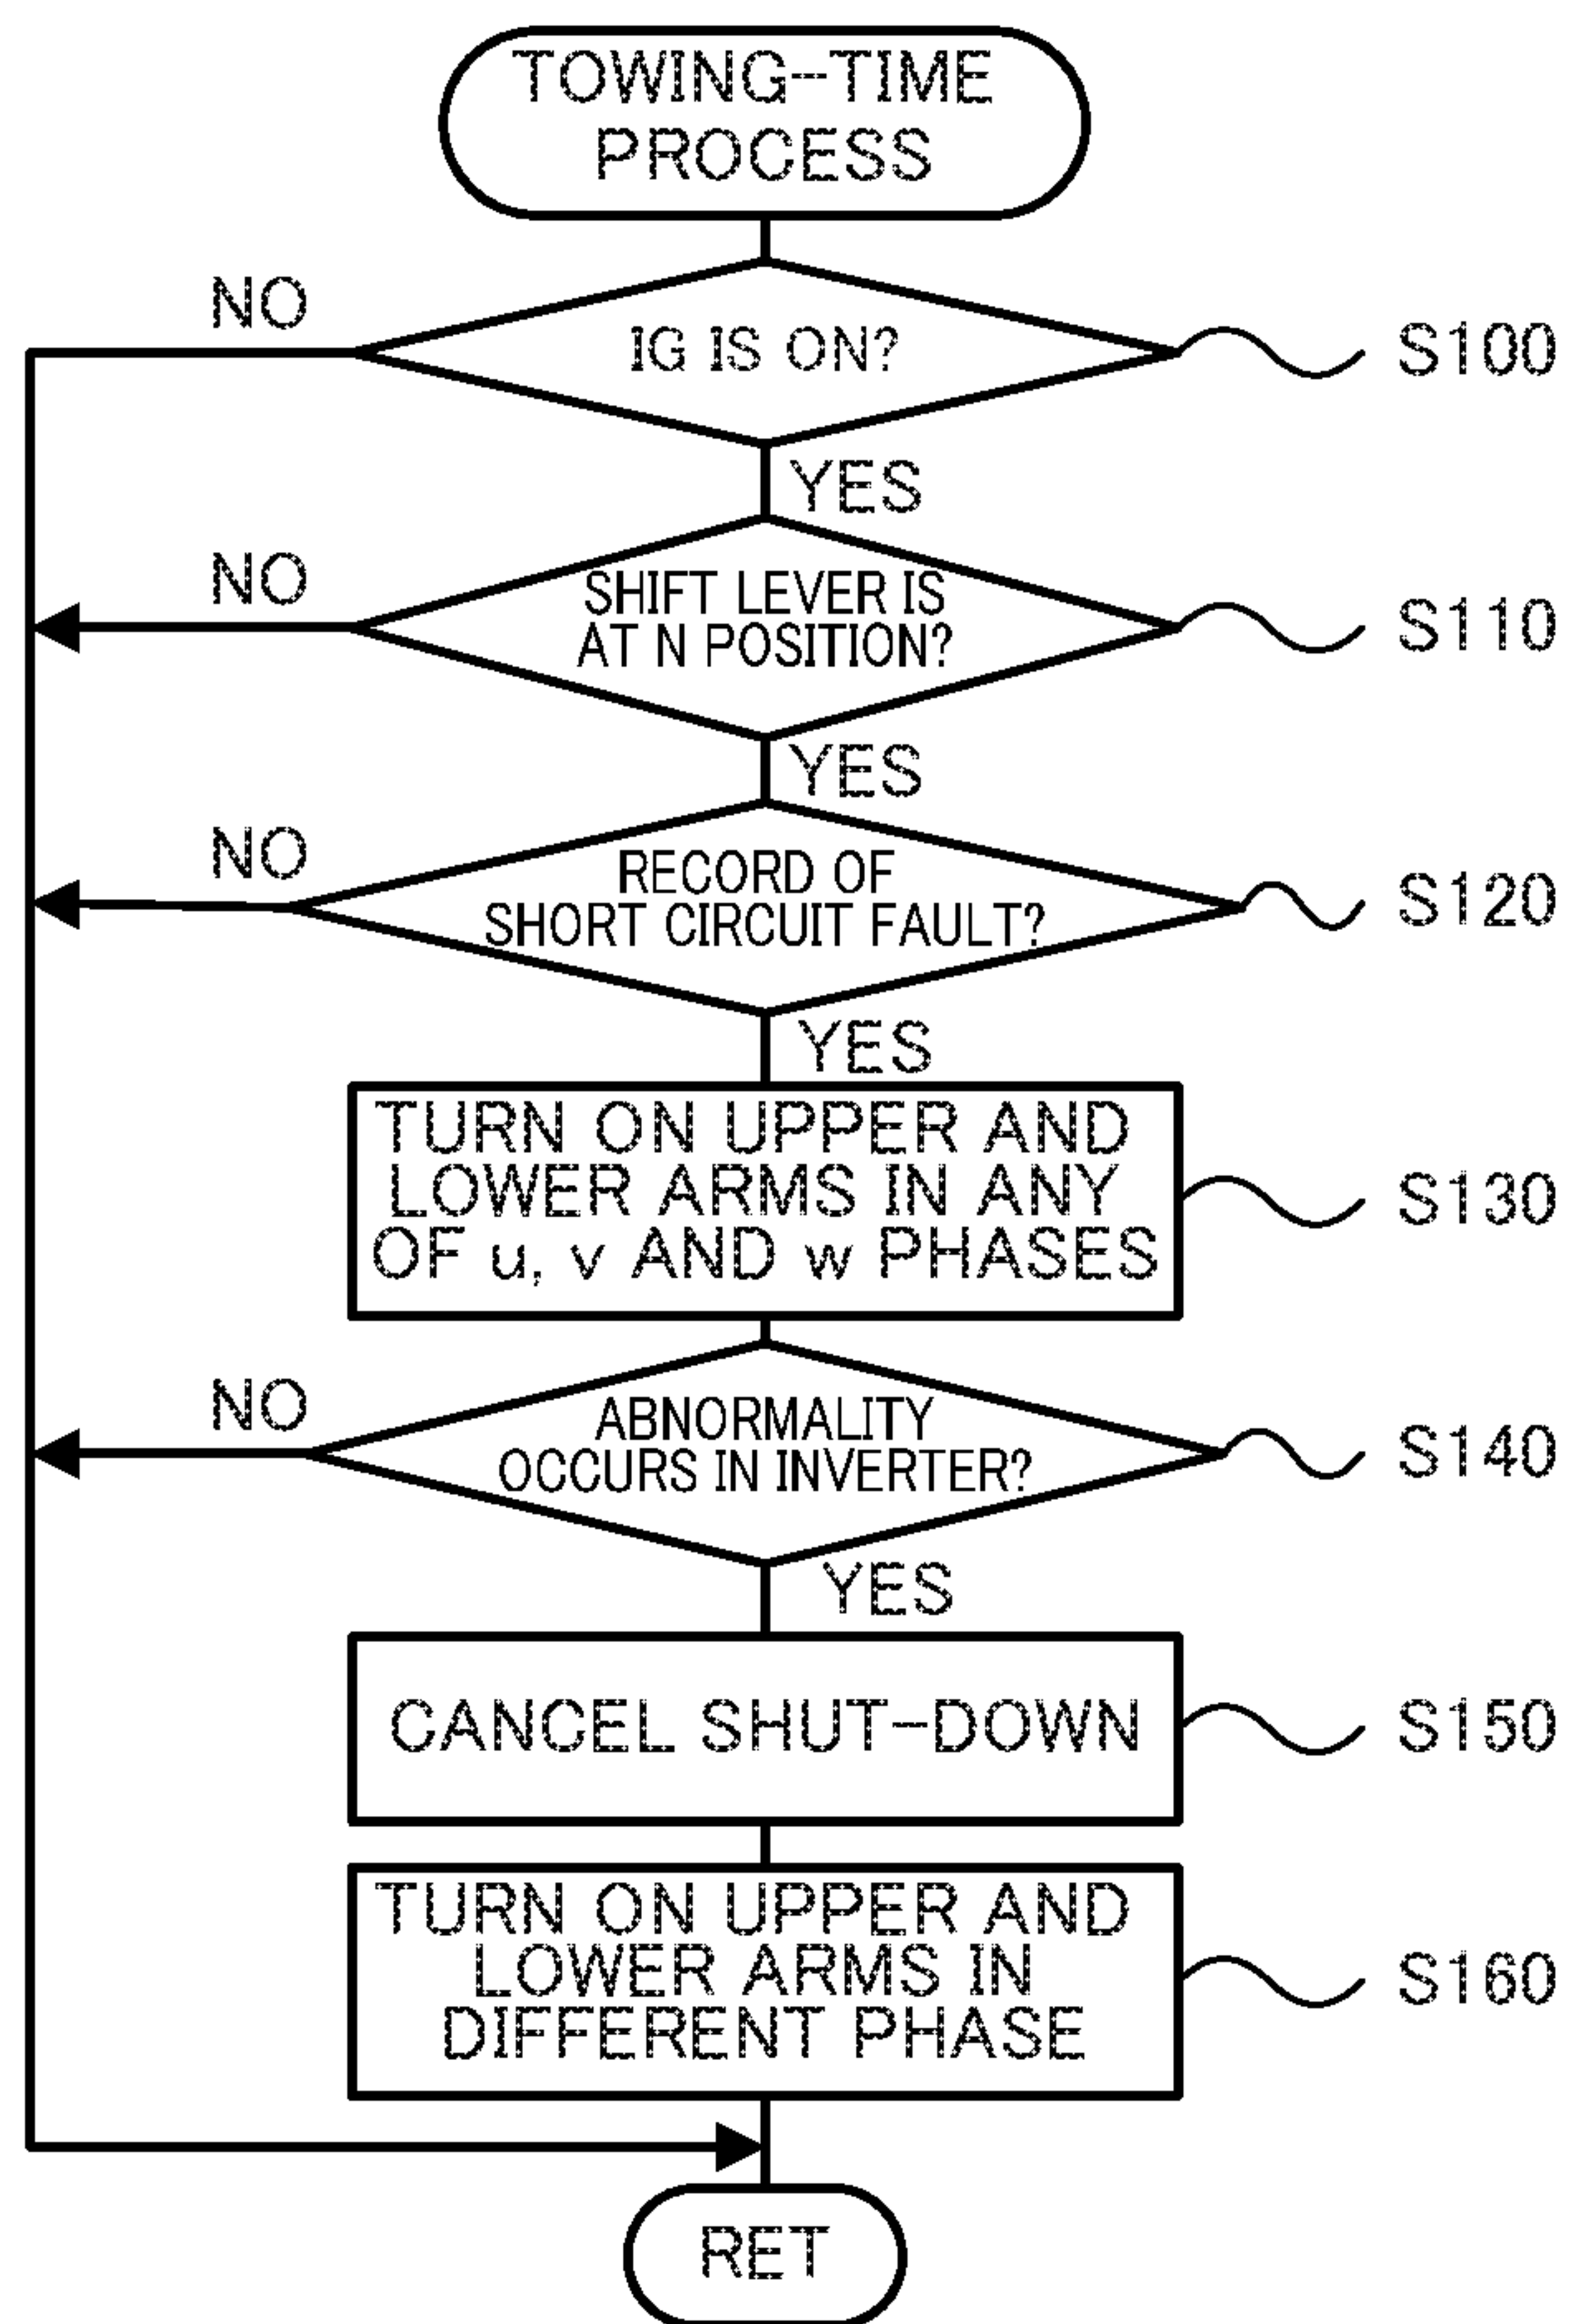 TOWING-TIME
PROCESS
NO
IG IS ON?
S100
YES
NO
SHIFT LEVER IS
AT N POSITION?
S110
YES
NO
RECORD OF
SHORT CIRCUIT FAULT?
S120
YES
TURN ON UPPER AND
LOWER ARMS IN ANY
OF u, v AND w PHASES
S130
NO
ABNORMALITY
OCCURS IN INVERTER?
S140
YES
CANCEL SHUT-DOWN
S150
TURN ON UPPER AND
LOWER ARMS IN
DIFFERENT PHASE
S160
RET